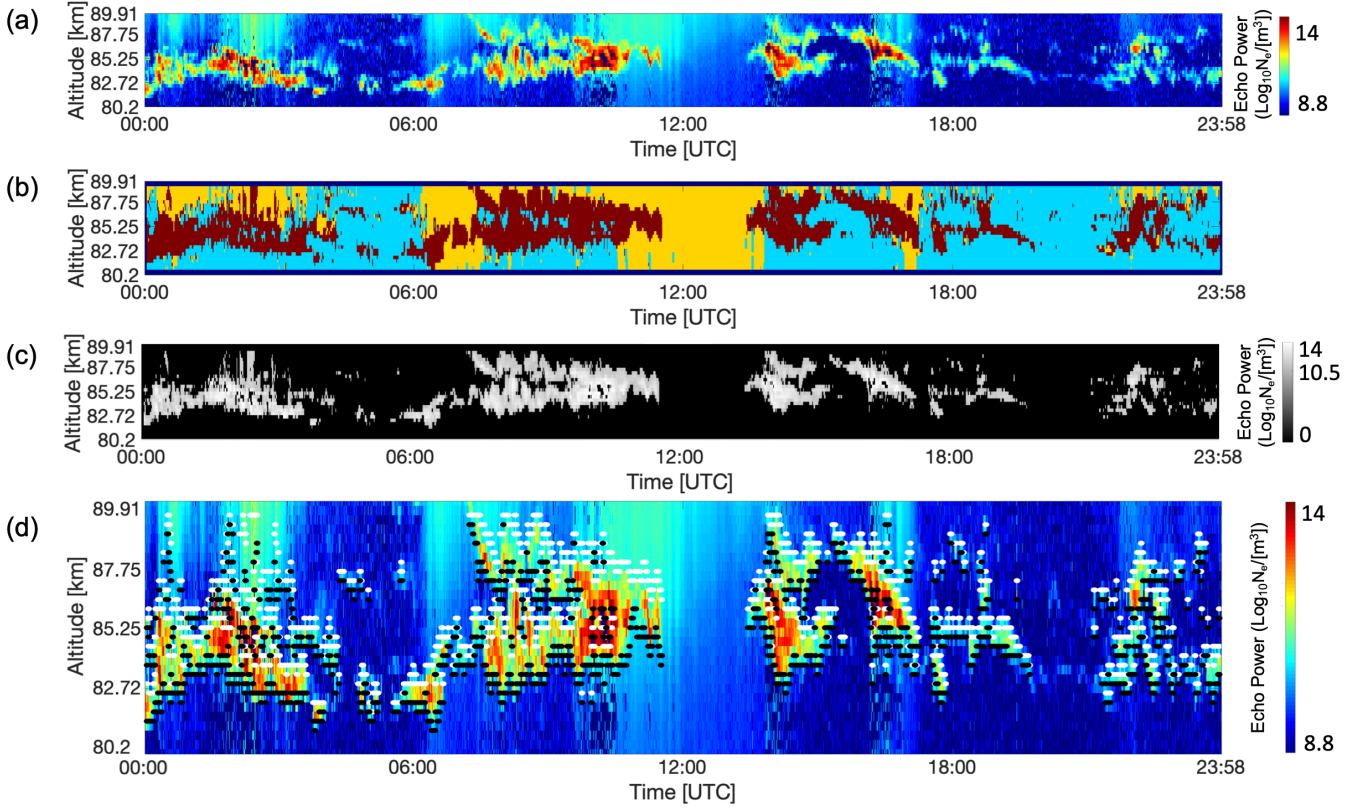 (a)
Altitude [km]
89.91
87.75
85.25
82.72
80.2
00:00
06:00
12:00
18:00
23:58
Time [UTC]
Echo Power
(Log₁₀Nₑ/[m³])
14
8.8
(b)
Altitude [km]
89.91
87.75
85.25
82.72
80.2
00:00
06:00
12:00
18:00
23:58
Time [UTC]
(c)
Altitude [km]
89.91
87.75
85.25
82.72
80.2
00:00
06:00
12:00
18:00
23:58
Time [UTC]
Echo Power
(Log₁₀Nₑ/[m³])
14
10.5
0
(d)
Altitude [km]
89.91
87.75
85.25
82.72
80.2
00:00
06:00
12:00
18:00
23:58
Time [UTC]
Echo Power (Log₁₀Nₑ/[m³])
14
8.8